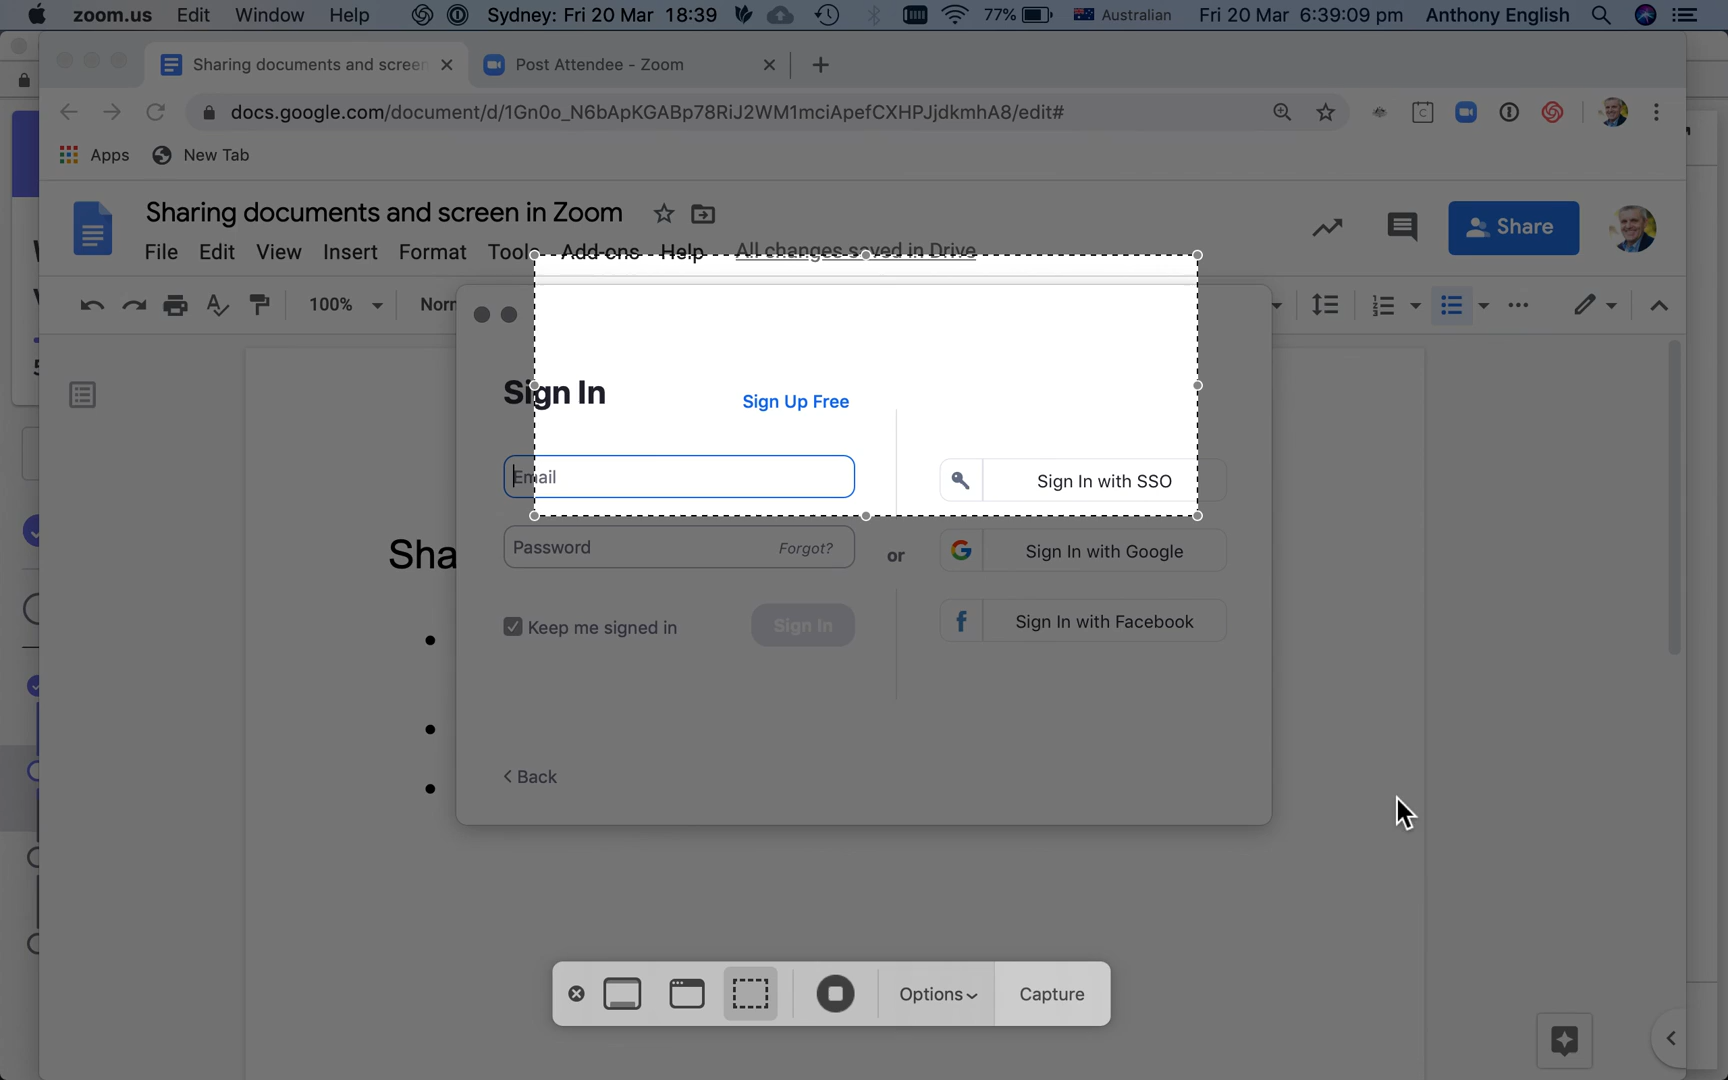 zoom.us Edit Window Help Sydney: Fri 20 Mar 18:39 77% Australian Fri 20 Mar 6:39:09 pm Anthony English
Sharing documents and screen Post Attendee - Zoom
docs.google.com/document/d/1Gn0o_N6bApKGABp78RiJ2WM1mciApefCXHPJjdkmhA8/edit#
Apps New Tab
Sharing documents and screen in Zoom
Share
File Edit View Insert Format Tools Add-ons Help All changes saved in Drive
100% Norr
Sign In
Sign Up Free
Email
Sign In with SSO
Sha
Password Forgot?
or
Sign In with Google
Sign In with Facebook
Keep me signed in
Sign In
< Back
Options
Capture